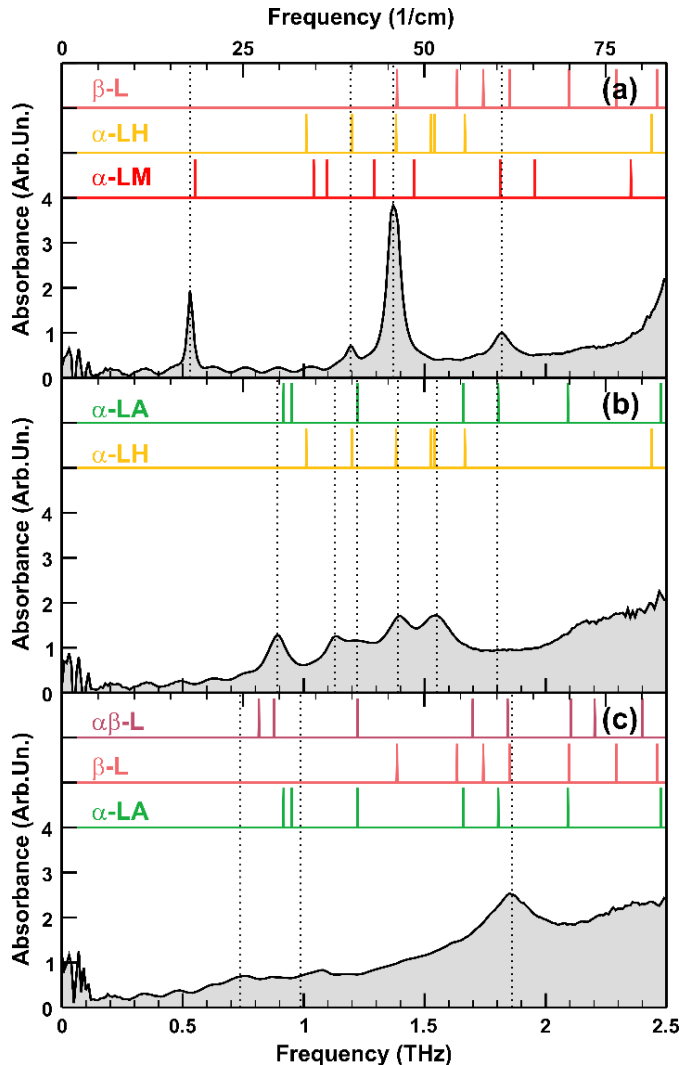 Frequency (1/cm)
0 25 50 75
β-L (a)
α-LH
α-LM
Absorbance (Arb.Un.)
4
3
2
1
0
α-LA (b)
α-LH
Absorbance (Arb.Un.)
4
3
2
1
0
αβ-L (c)
β-L
α-LA
Absorbance (Arb.Un.)
4
3
2
1
0
0 0.5 1 1.5 2 2.5
Frequency (THz)